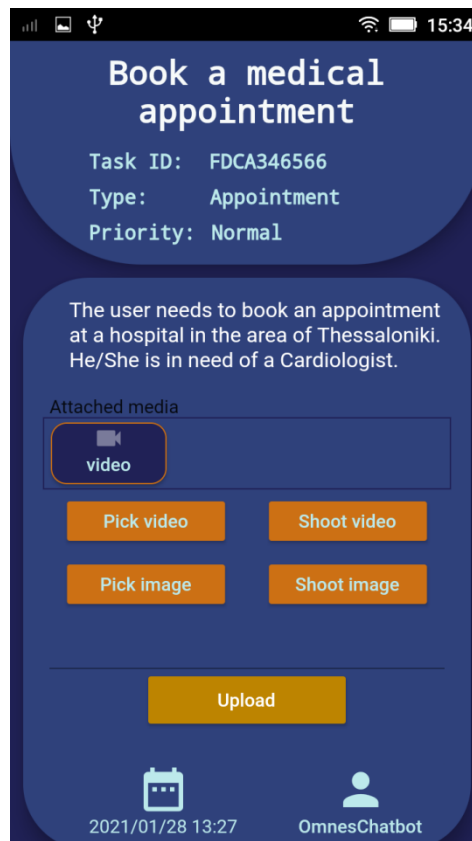 15:34
Book a medical
appointment
Task ID: FDCA346566
Type: Appointment
Priority: Normal
The user needs to book an appointment
at a hospital in the area of Thessaloniki.
He/She is in need of a Cardiologist.
Attached media
video
Pick video Shoot video
Pick image Shoot image
Upload
2021/01/28 13:27 OmnesChatbot